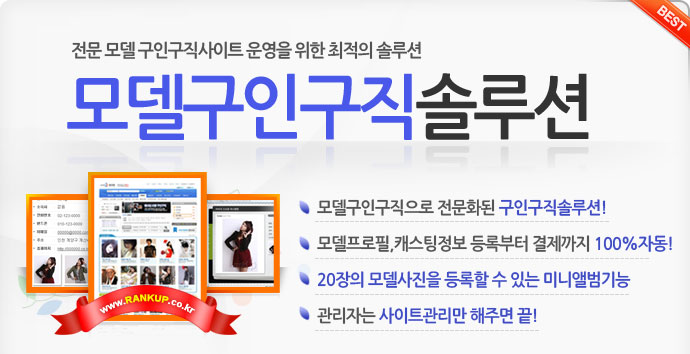 BEST
전문 모델 구인구직사이트 운영을 위한 최적의 솔루션
모델구인구직솔루션
모델구인구직으로 전문화된 구인구직솔루션!
모델프로필,캐스팅정보 등록부터 결제까지 100%자동!
20장의 모델사진을 등록할 수 있는 미니앨범기능
관리자는 사이트관리만 해주면 끝!
www.RANKUP.co.kr